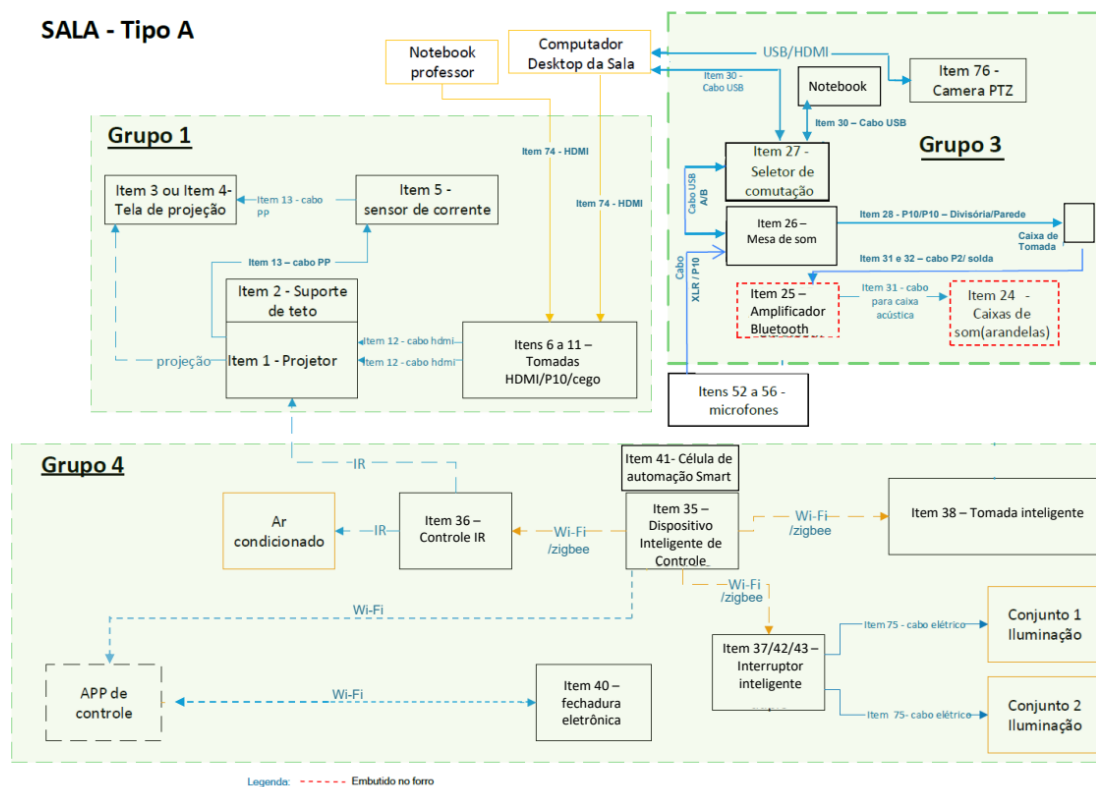 SALA - Tipo A
Notebook
professor
Computador
Desktop da Sala
USB/HDMI
Item 30 -
Cabo USB
Notebook
Item 76 -
Camera PTZ
Item 30 – Cabo USB
Grupo 3
Grupo 1
Item 74 - HDMI
Item 74 - HDMI
Item 27 -
Seletor de
comutação
Cabo USB
A/B
Item 3 ou Item 4-
Tela de projeção
Item 13 - cabo
PP
Item 5 -
sensor de corrente
Item 26 –
Mesa de som
Item 28 - P10/P10 – Divisória/Parede
Caixa de
Tomada
Item 31 e 32 – cabo P2/ solda
Cabo
XLR / P10
Item 13 – cabo PP
Item 2 - Suporte
de teto
Item 25 -
Amplificador
Bluetooth
Item 31 - cabo
para caixa
acústica
Item 24 -
Caixas de
som(arandelas)
projeção
Item 1 - Projetor
Item 12 - cabo hdmi
Item 12 - cabo hdmi
Itens 6 a 11 –
Tomadas
HDMI/P10/cego
Itens 52 a 56 -
microfones
Grupo 4
IR
Item 41- Célula de
automação Smart
Ar
condicionado
IR
Item 36 –
Controle IR
Wi-Fi
/zigbee
Item 35 –
Dispositivo
Inteligente de
Controle
Wi-Fi
/zigbee
Item 38 – Tomada inteligente
Wi-Fi
/zigbee
Wi-Fi
Item 37/42/43 –
Interruptor
inteligente
Item 75 - cabo elétrico
Conjunto 1
Iluminação
APP de
controle
Wi-Fi
Item 40 –
fechadura
eletrônica
Item 75- cabo elétrico
Conjunto 2
Iluminação
Legenda:
Embutido no forro